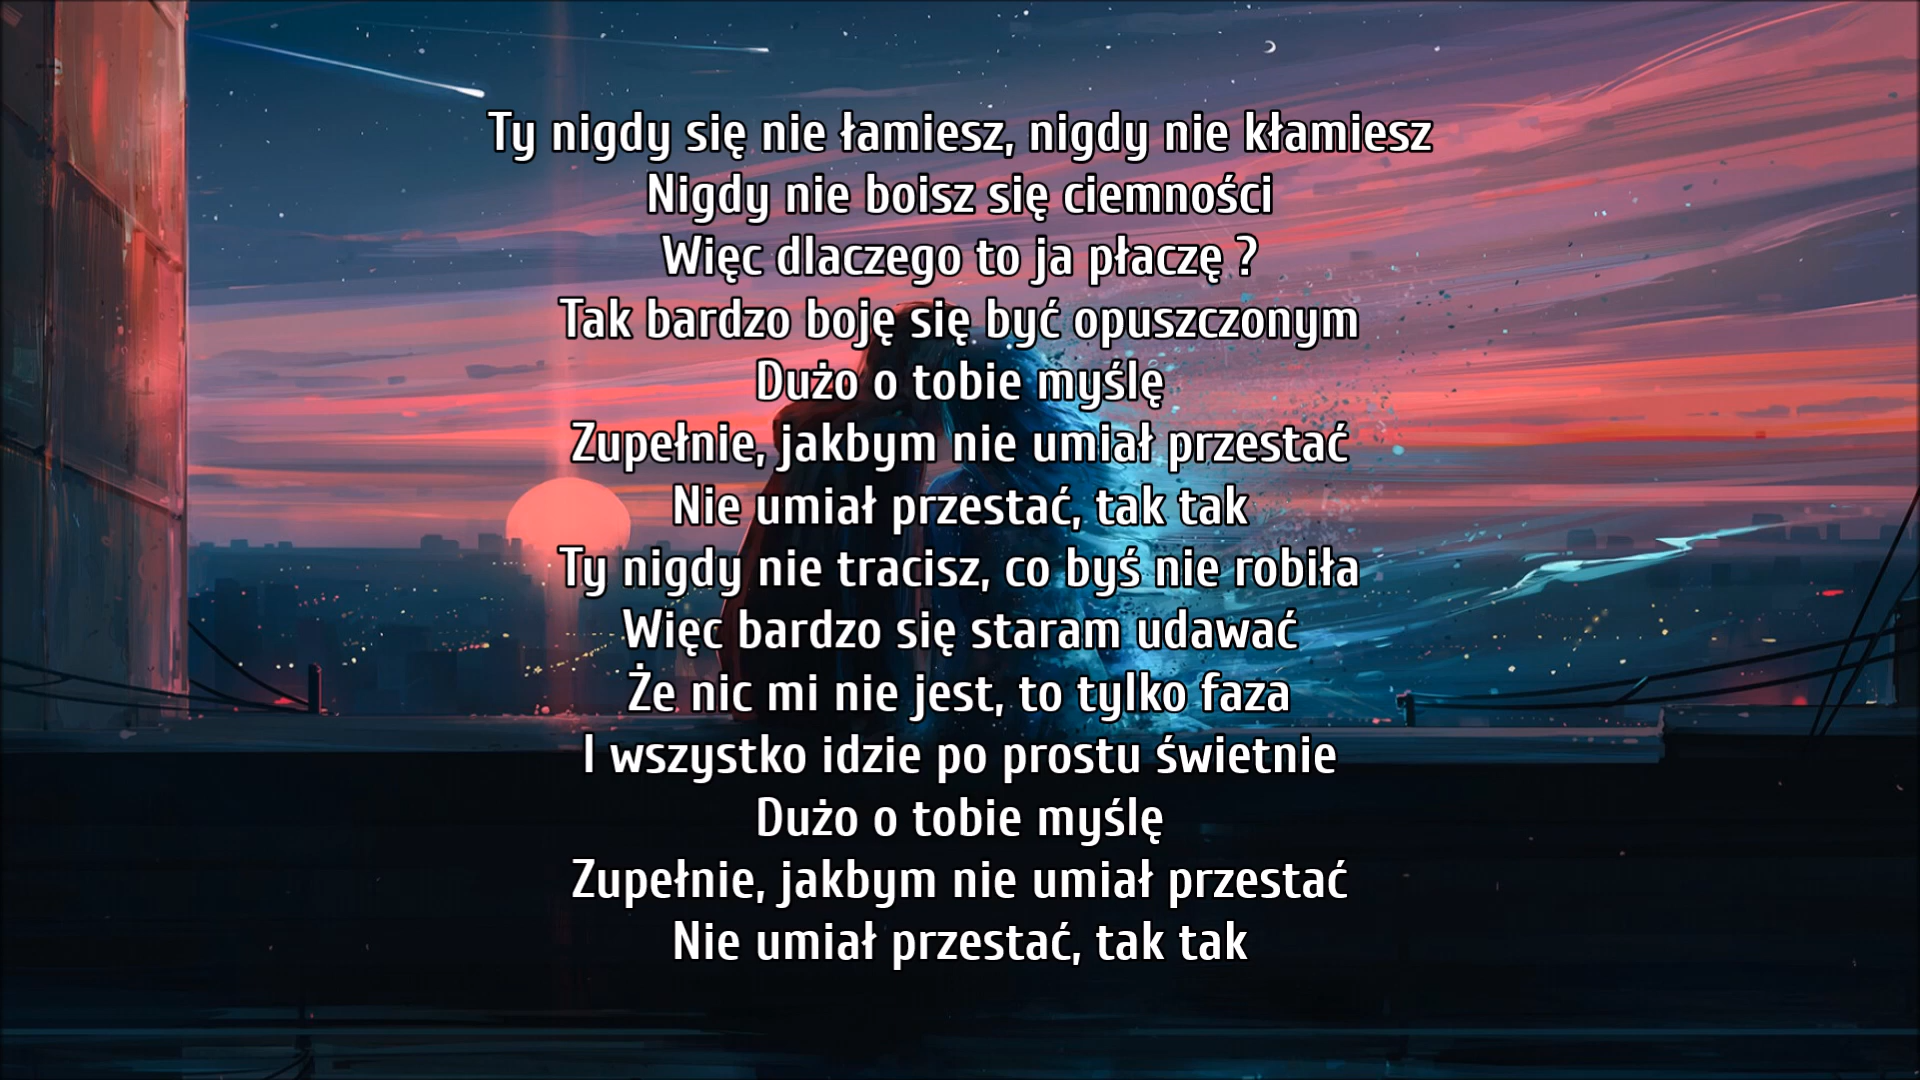 Ty nigdy się nie łamiesz, nigdy nie kłamiesz
Nigdy nie boisz się ciemności
Więc dlaczego to ja płaczę ?
Tak bardzo boję się być opuszczonym
Dużo o tobie myślę
Zupełnie, jakbym nie umiał przestać
Nie umiał przestać, tak tak
Ty nigdy nie tracisz, co byś nie robiła
Więc bardzo się staram udawać
Że nic mi nie jest, to tylko faza
I wszystko idzie po prostu świetnie
Dużo o tobie myślę
Zupełnie, jakbym nie umiał przestać
Nie umiał przestać, tak tak